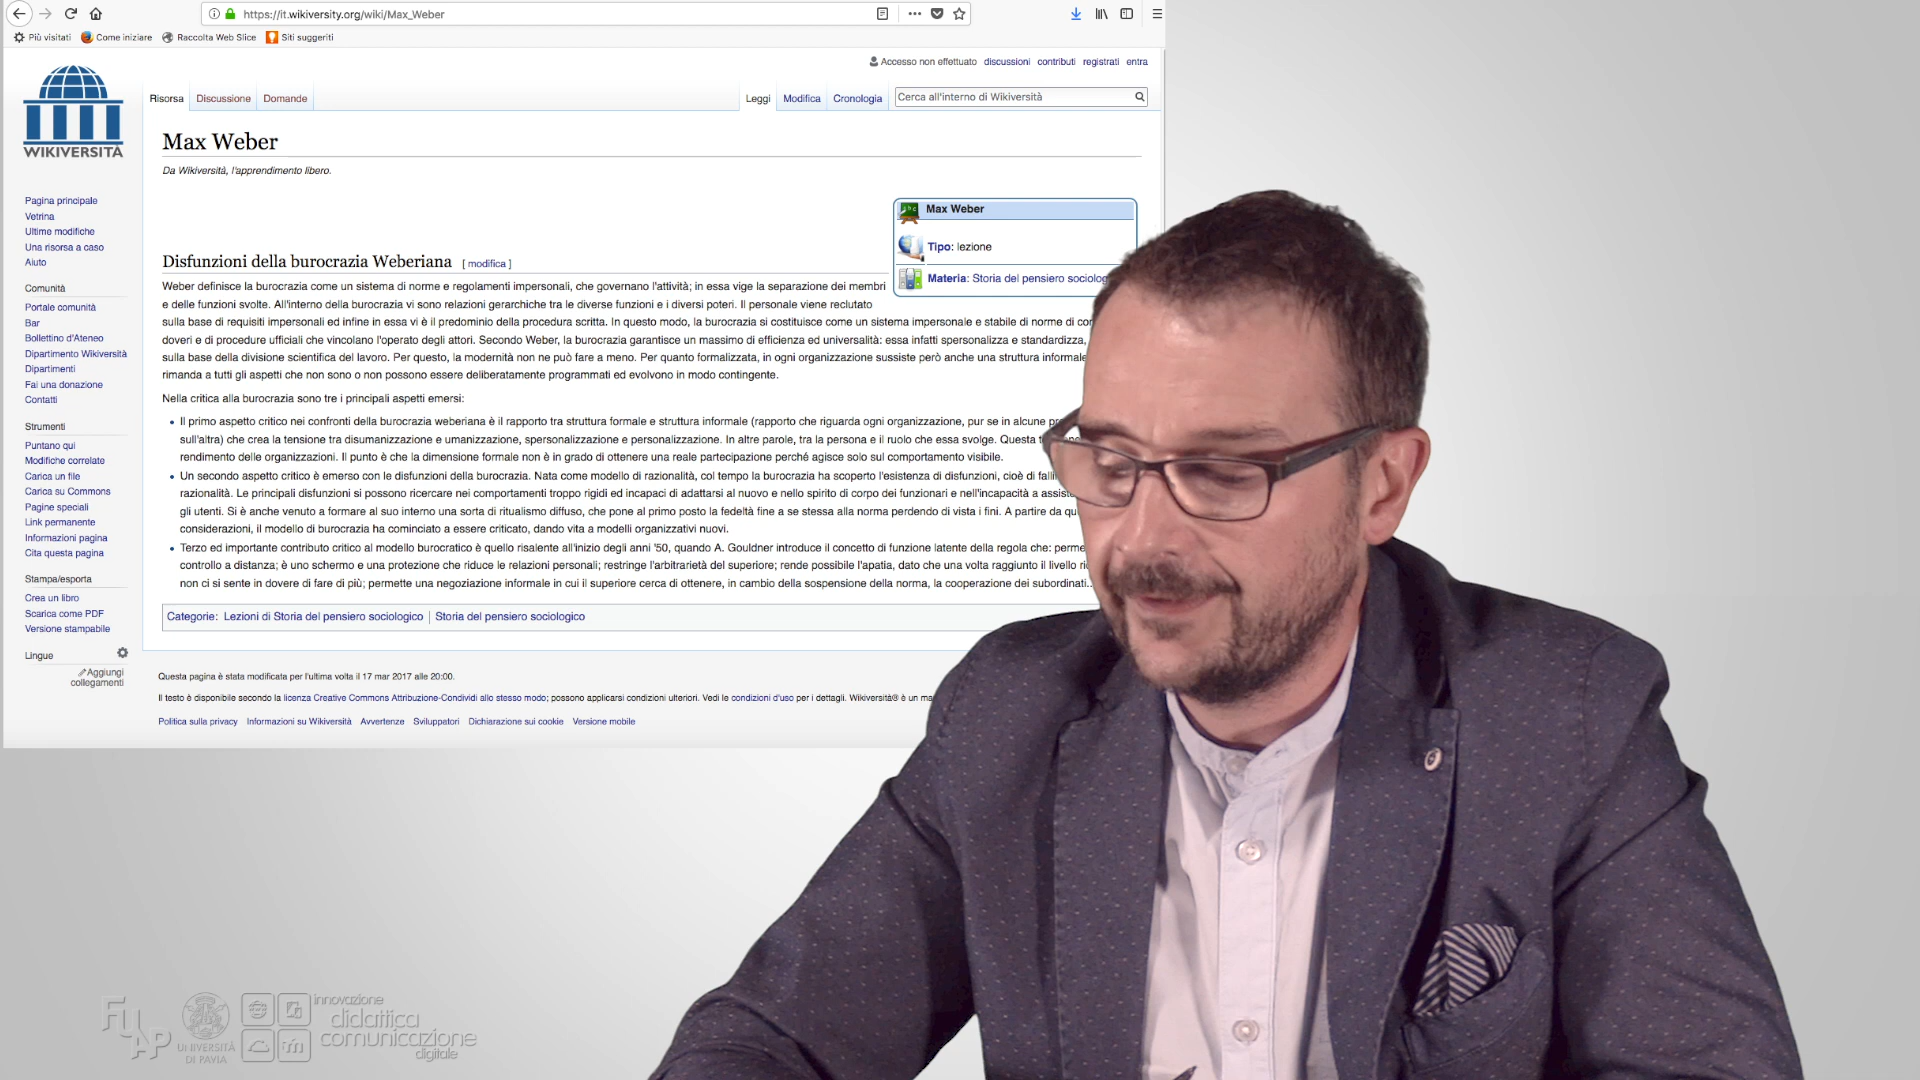 https://it.wikiversity.org/wiki/Max_Weber
Più visitati Come iniziare Raccolta Web Slice Siti suggeriti
Accesso non effettuato discussioni contributi registrati entra
Risorsa Discussione Domande Leggi Modifica Cronologia Cerca all'interno di Wikiversità
WIKIVERSITÀ
Max Weber
Da Wikiversità, l'apprendimento libero.
Pagina principale
Vetrina
Ultime modifiche
Una risorsa a caso
Aiuto
Comunità
Portale comunità
Bar
Bollettino d'Ateneo
Dipartimento Wikiversità
Dipartimenti
Fai una donazione
Contatti
Strumenti
Puntano qui
Modifiche correlate
Carica un file
Carica su Commons
Pagine speciali
Link permanente
Informazioni pagina
Cita questa pagina
Stampa/esporta
Crea un libro
Scarica come PDF
Versione stampabile
Lingue
Aggiungi
collegamenti
Max Weber
Tipo: lezione
Materia: Storia del pensiero
Disfunzioni della burocrazia Weberiana [ modifica ]
Weber definisce la burocrazia come un sistema di norme e regolamenti impersonali, che governano l'attività; in essa vige la separazione dei membri
e delle funzioni svolte. All'interno della burocrazia vi sono relazioni gerarchiche tra le diverse funzioni e i diversi poteri. Il personale viene reclutato
sulla base di requisiti impersonali ed infine in essa vi è il predominio della procedura scritta. In questo modo, la burocrazia si costituisce come un sistema impersonale e stabile di norme di
doveri e di procedure ufficiali che vincolano l'operato degli attori. Secondo Weber, la burocrazia garantisce un massimo di efficienza ed universalità: essa infatti spersonalizza e standardizza,
sulla base della divisione scientifica del lavoro. Per questo, la modernità non ne può fare a meno. Per quanto formalizzata, in ogni organizzazione sussiste però anche una struttura informale
rimanda a tutti gli aspetti che non sono o non possono essere deliberatamente programmati ed evolvono in modo contingente.
Nella critica alla burocrazia sono tre i principali aspetti emersi:
• Il primo aspetto critico nei confronti della burocrazia weberiana è il rapporto tra struttura formale e struttura informale (rapporto che riguarda ogni organizzazione, pur se in alcune
sull'altra) che crea la tensione tra disumanizzazione e umanizzazione, spersonalizzazione e personalizzazione. In altre parole, tra la persona e il ruolo che essa svolge. Questa
rendimento delle organizzazioni. Il punto è che la dimensione formale non è in grado di ottenere una reale partecipazione perché agisce solo sul comportamento visibile.
• Un secondo aspetto critico è emerso con le disfunzioni della burocrazia. Nata come modello di razionalità, col tempo la burocrazia ha scoperto l'esistenza di disfunzioni, cioè di
razionalità. Le principali disfunzioni si possono ricercare nei comportamenti troppo rigidi ed incapaci di adattarsi al nuovo e nello spirito di corpo dei funzionari e nell'incapacità a
gli utenti. Si è anche venuto a formare al suo interno una sorta di ritualismo diffuso, che pone al primo posto la fedeltà fine a se stessa alla norma perdendo di vista i fini. A partire da
considerazioni, il modello di burocrazia ha cominciato a essere criticato, dando vita a modelli organizzativi nuovi.
• Terzo ed importante contributo critico al modello burocratico è quello risalente all'inizio degli anni '50, quando A. Gouldner introduce il concetto di funzione latente della regola che:
controllo a distanza; è uno schermo e una protezione che riduce le relazioni personali; restringe l'arbitrarietà del superiore; rende possibile l'apatia, dato che una volta raggiunto il livello
non ci si sente in dovere di fare di più; permette una negoziazione informale in cui il superiore cerca di ottenere, in cambio della sospensione della norma, la cooperazione dei subordinati..
Categorie: Lezioni di Storia del pensiero sociologico | Storia del pensiero sociologico
Questa pagina è stata modificata per l'ultima volta il 17 mar 2017 alle 20:00.
Il testo è disponibile secondo la licenza Creative Commons Attribuzione-Condividi allo stesso modo; possono applicarsi condizioni ulteriori. Vedi le condizioni d'uso per i dettagli. Wikiversità® è un
Politica sulla privacy Informazioni su Wikiversità Avvertenze Sviluppatori Dichiarazione sui cookie Versione mobile
UNIVERSITÀ
DI PAVIA
innovazione
didattica
comunicazione
digitale